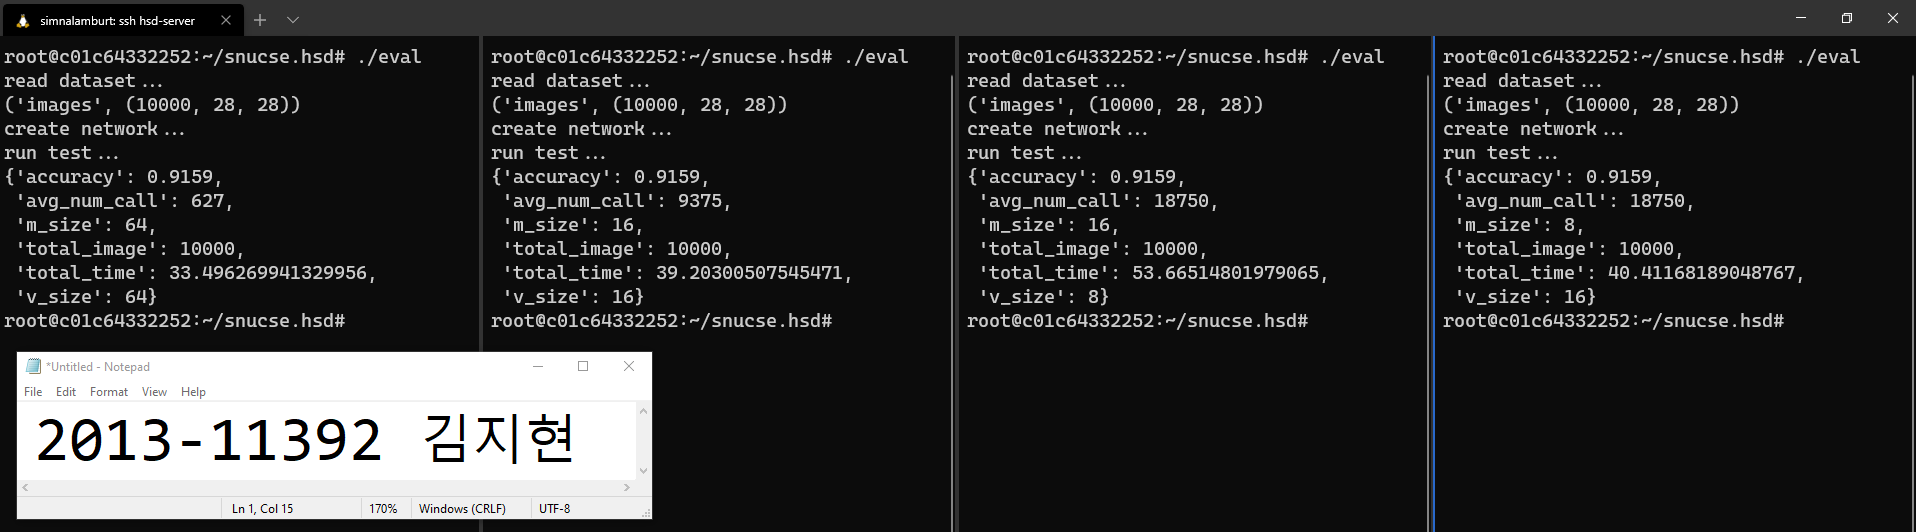 simnalamburt: ssh hsd-server
root@c01c64332252:~/snucse.hsd# ./eval
read dataset...
('images', (10000, 28, 28))
create network...
run test...
{'accuracy': 0.9159,
 'avg_num_call': 627,
 'm_size': 64,
 'total_image': 10000,
 'total_time': 33.496269941329956,
 'v_size': 64}
root@c01c64332252:~/snucse.hsd#
root@c01c64332252:~/snucse.hsd# ./eval
read dataset...
('images', (10000, 28, 28))
create network...
run test...
{'accuracy': 0.9159,
 'avg_num_call': 9375,
 'm_size': 16,
 'total_image': 10000,
 'total_time': 39.20300507545471,
 'v_size': 16}
root@c01c64332252:~/snucse.hsd#
root@c01c64332252:~/snucse.hsd# ./eval
read dataset...
('images', (10000, 28, 28))
create network...
run test...
{'accuracy': 0.9159,
 'avg_num_call': 18750,
 'm_size': 16,
 'total_image': 10000,
 'total_time': 53.66514801979065,
 'v_size': 8}
root@c01c64332252:~/snucse.hsd#
root@c01c64332252:~/snucse.hsd# ./eval
read dataset...
('images', (10000, 28, 28))
create network...
run test...
{'accuracy': 0.9159,
 'avg_num_call': 18750,
 'm_size': 8,
 'total_image': 10000,
 'total_time': 40.41168189048767,
 'v_size': 16}
root@c01c64332252:~/snucse.hsd#
*Untitled - Notepad
File Edit Format View Help
2013-11392 김지현
Ln 1, Col 15 170% Windows (CRLF) UTF-8